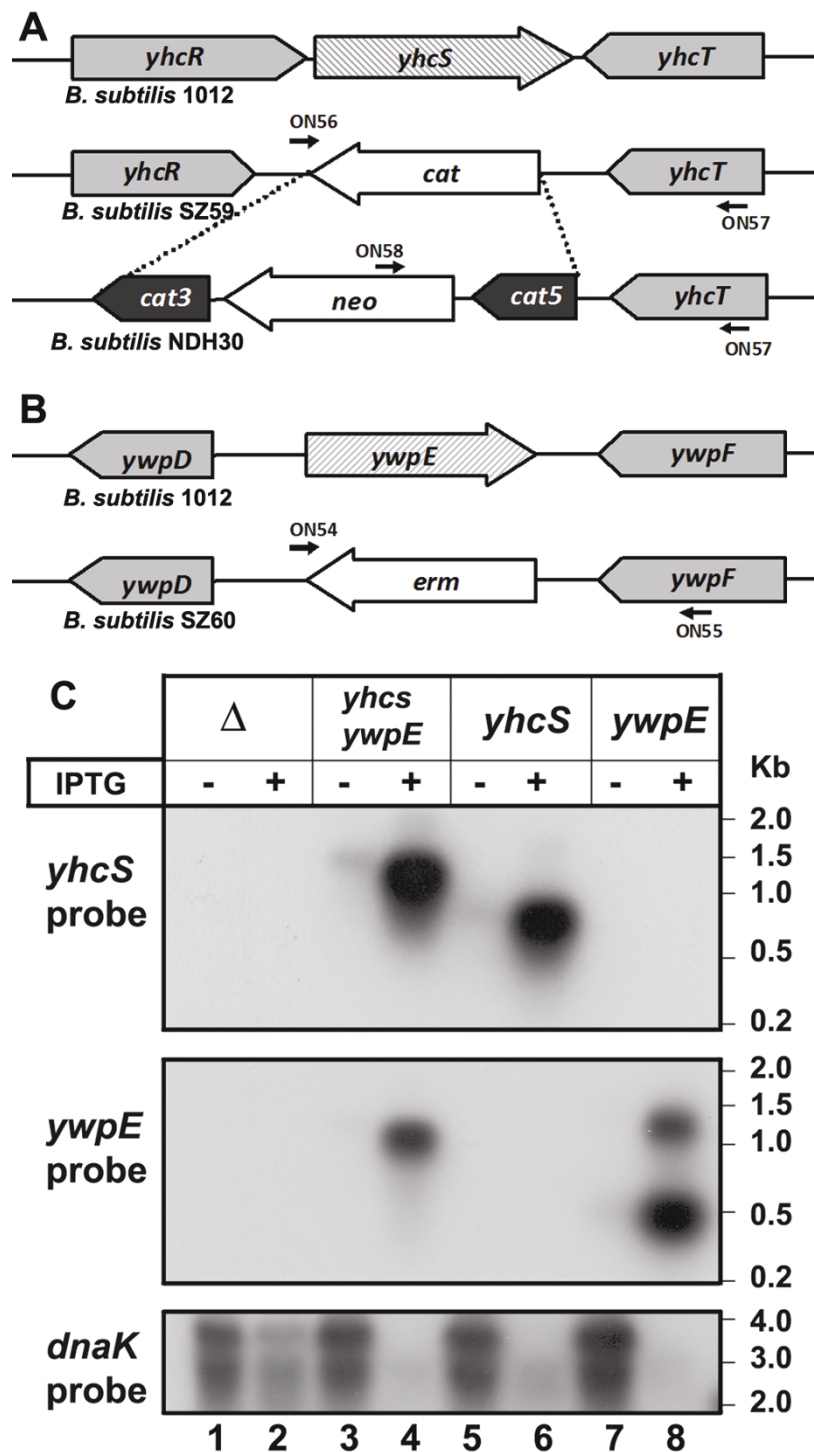 A
yhcR yhcS yhcT
B. subtilis 1012
ON56
yhcR cat yhcT
B. subtilis SZ59
ON57
ON58
cat3 neo cat5 yhcT
B. subtilis NDH30
ON57
B
ywpD ywpE ywpF
B. subtilis 1012
ON54
ywpD erm ywpF
B. subtilis SZ60
ON55
C
Δ yhcs ywpE yhcS ywpE
IPTG - + - + - + - + Kb
yhcS probe
2.0
1.5
1.0
0.5
0.2
ywpE probe
2.0
1.5
1.0
0.5
0.2
dnaK probe
4.0
3.0
2.0
1 2 3 4 5 6 7 8